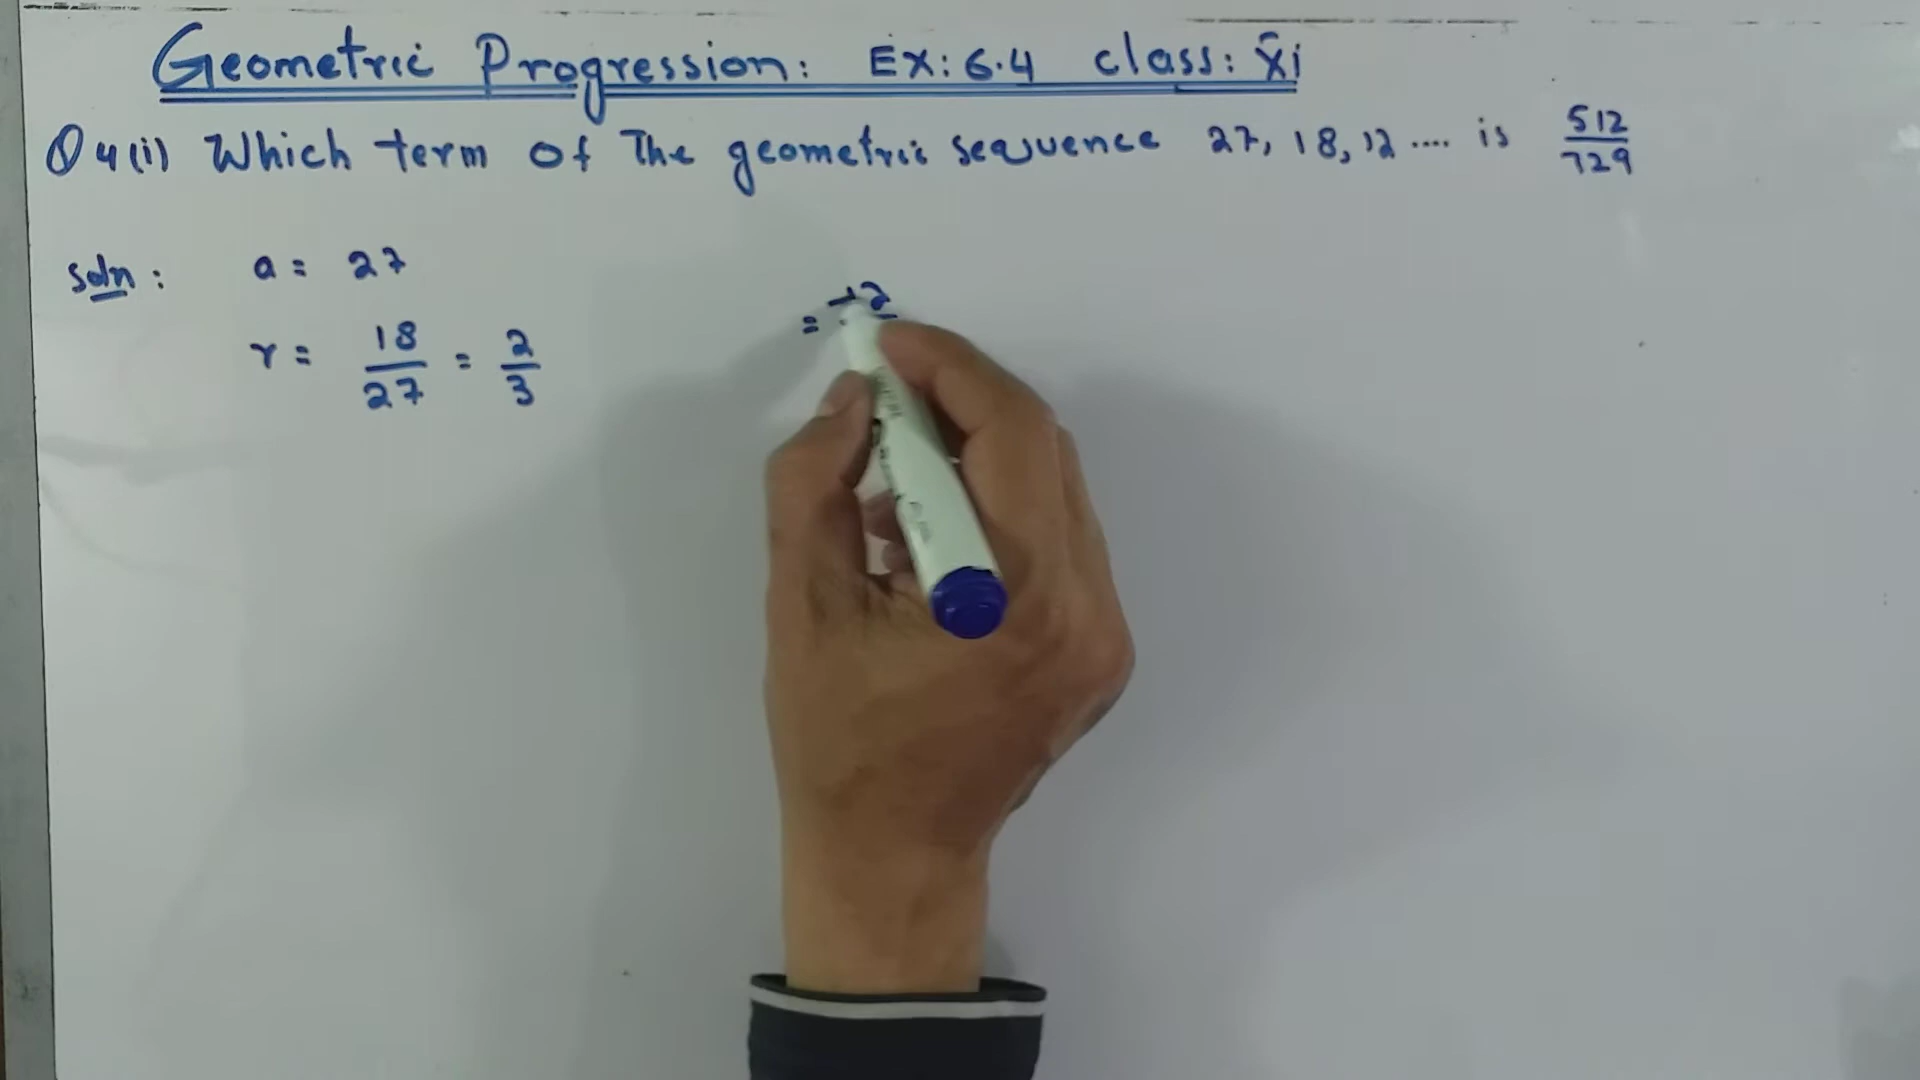 Geometric Progression: Ex: 6.4 class: XI
Q4(i) Which term of The geometric sequence 27, 18, 12 .... is 512/729
Soln: a = 27
r = 18/27 = 2/3
= 12